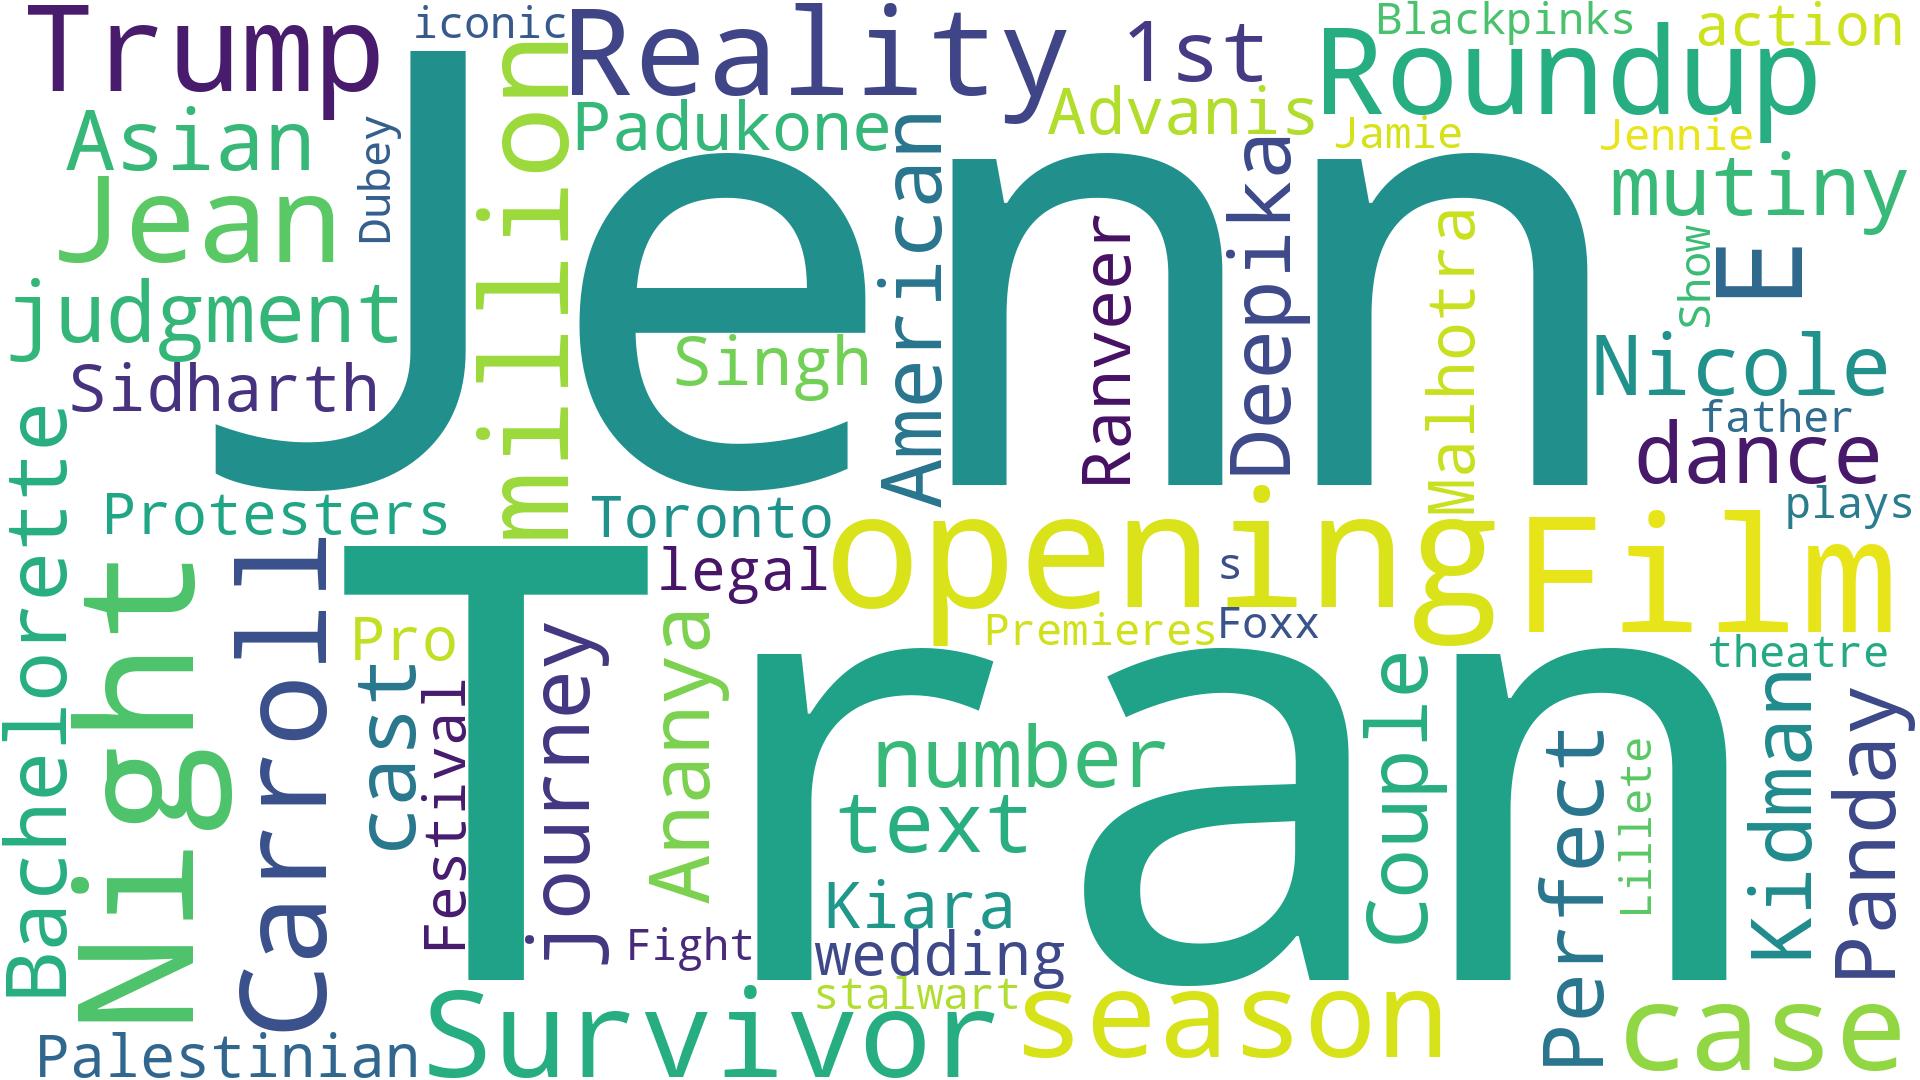 Trump
iconic
Reality
1st
Blackpinks
action
Roundup
Asian
Dubey
Jenn
million
Padukone
Advanis
Jamie
Jennie
mutiny
Jean
American
Ranveer
Deepika
Malhotra
Show
E
judgment
Singh
Nicole
Sidharth
father
dance
Bachelorette
Protesters
Toronto
opening
Film
plays
Night
Carroll
Tran
legal
s
Pro
Premieres
Foxx
theatre
cast
Festival
journey
Ananya
number
Couple
Perfect
Lillete
Kidman
Panday
text
Kiara
Fight
wedding
stalwart
Survivor
season
case
Palestinian